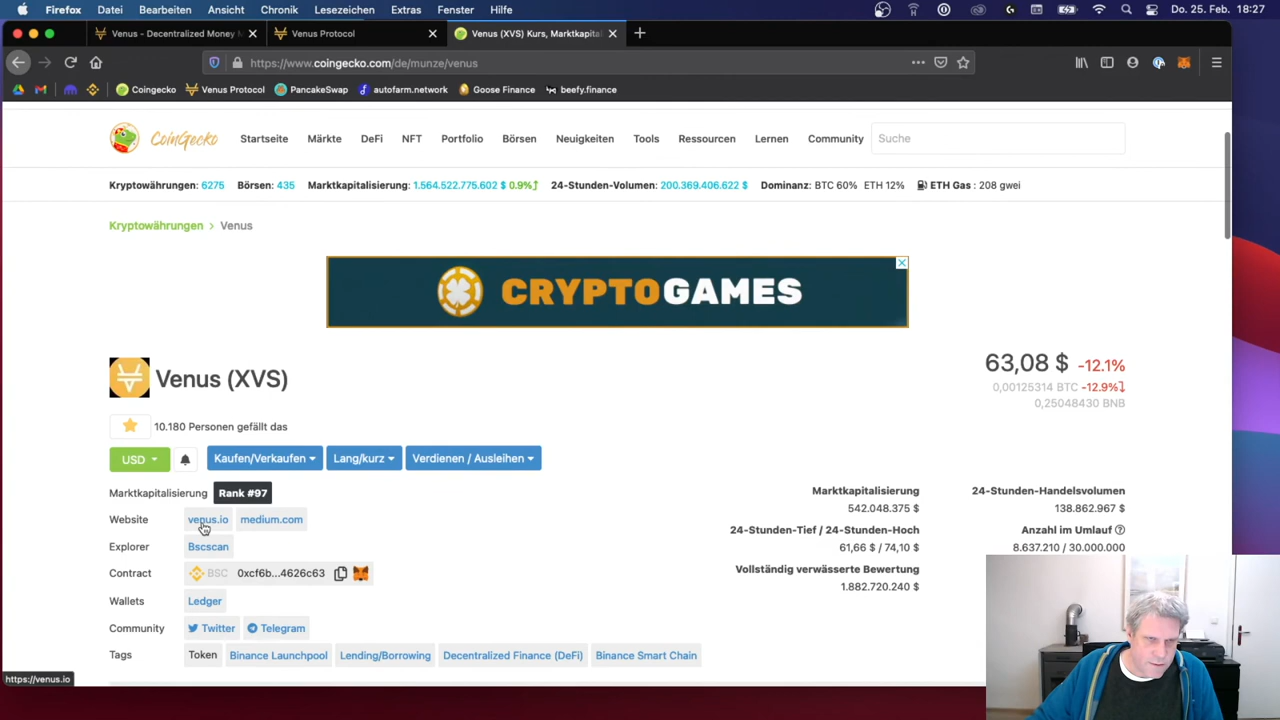 Firefox Datei Bearbeiten Ansicht Chronik Lesezeichen Extras Fenster Hilfe Do. 25. Feb. 18:27
Venus - Decentralized Money M Venus Protocol Venus (XVS) Kurs, Marktkapital
https://www.coingecko.com/de/munze/venus
Coingecko Venus Protocol PancakeSwap autofarm.network Goose Finance beefy.finance
CoinGecko Startseite Märkte DeFi NFT Portfolio Börsen Neuigkeiten Tools Ressourcen Lernen Community Suche
Kryptowährungen: 6275 Börsen: 435 Marktkapitalisierung: 1.564.522.775.602 $ 0.9% 24-Stunden-Volumen: 200.369.406.622 $ Dominanz: BTC 60% ETH 12% ETH Gas : 208 gwei
Kryptowährungen > Venus
CRYPTOGAMES
Venus (XVS)
63,08 $ -12.1%
0,00125314 BTC -12.9%
0,25048430 BNB
10.180 Personen gefällt das
USD Kaufen/Verkaufen Lang/kurz Verdienen / Ausleihen
Marktkapitalisierung Rank #97
Website venus.io medium.com
Explorer Bscscan
Contract BSC 0xcf6b...4626c63
Wallets Ledger
Community Twitter Telegram
Tags Token Binance Launchpool Lending/Borrowing Decentralized Finance (DeFi) Binance Smart Chain
Marktkapitalisierung
542.048.375 $
24-Stunden-Handelsvolumen
138.862.967 $
24-Stunden-Tief / 24-Stunden-Hoch
61,66 $ / 74,10 $
Anzahl im Umlauf
8.637.210 / 30.000.000
Vollständig verwässerte Bewertung
1.882.720.240 $
https://venus.io